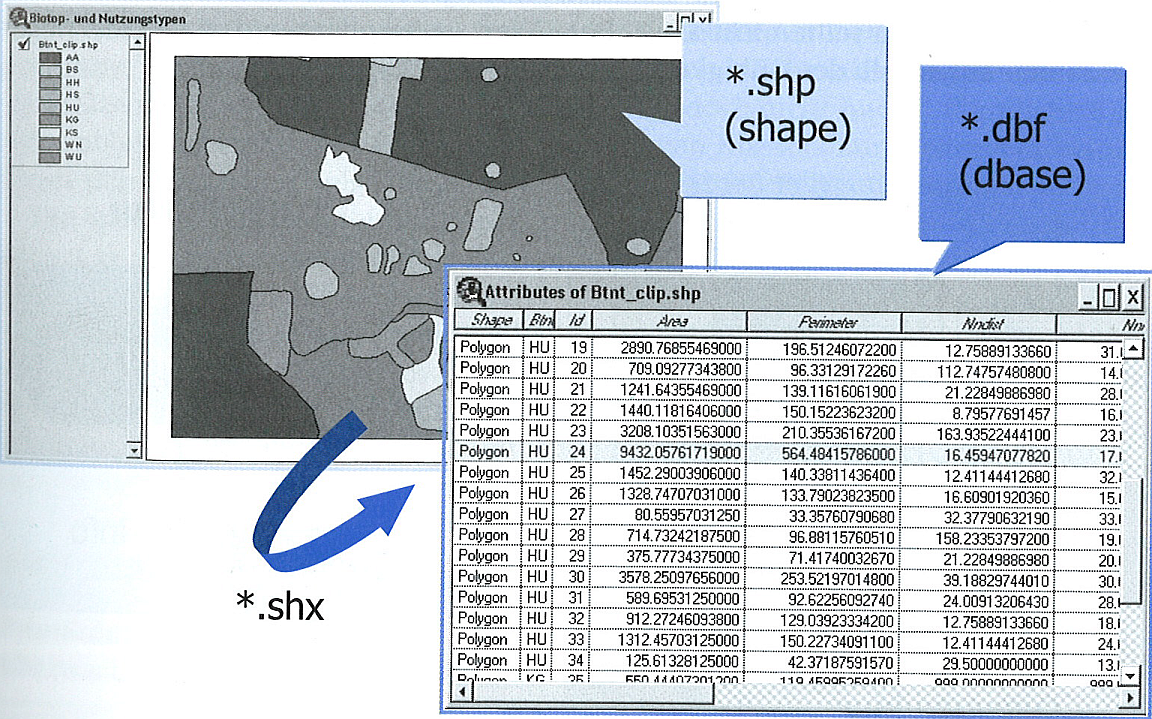 Biotop- und Nutzungstypen
Btnt_clip.shp
AA
BS
HH
HS
HU
KG
KS
WN
WU
*.shp
(shape)
*.dbf
(dbase)
*.shx
Attributes of Btnt_clip.shp
Shape Btn Id Area Perimeter Nndist Nn
Polygon HU 19 2890.76855469000 196.51246072200 12.75889133660 31.
Polygon HU 20 709.09277343800 96.33129172260 112.74757480800 14.
Polygon HU 21 1241.64355469000 139.11616061900 21.22849886980 28.
Polygon HU 22 1440.11816406000 150.15223623200 8.79577691457 16.
Polygon HU 23 3208.10351563000 210.35536167200 163.93522444100 23.
Polygon HU 24 9432.05761719000 564.48415786000 16.45947077820 17.
Polygon HU 25 1452.29003906000 140.33811436400 12.41144412680 32.
Polygon HU 26 1328.74707031000 133.79023823500 16.60901920360 15.
Polygon HU 27 80.55957031250 33.35760790680 32.37790632190 33.
Polygon HU 28 714.73242187500 96.88115760510 158.23353797200 19.
Polygon HU 29 375.77734375000 71.41740032670 21.22849886980 20.
Polygon HU 30 3578.25097656000 253.52197014800 39.18829744010 30.
Polygon HU 31 589.69531250000 92.62256092740 24.00913206430 28.
Polygon HU 32 912.27246093800 129.03923334200 12.75889133660 18.
Polygon HU 33 1312.45703125000 150.22734091100 12.41144412680 24.
Polygon HU 34 125.61328125000 42.37187591570 29.50000000000 13.
Polygon KG 35 550.44407301200 119.45995259400 999.00000000000 999.